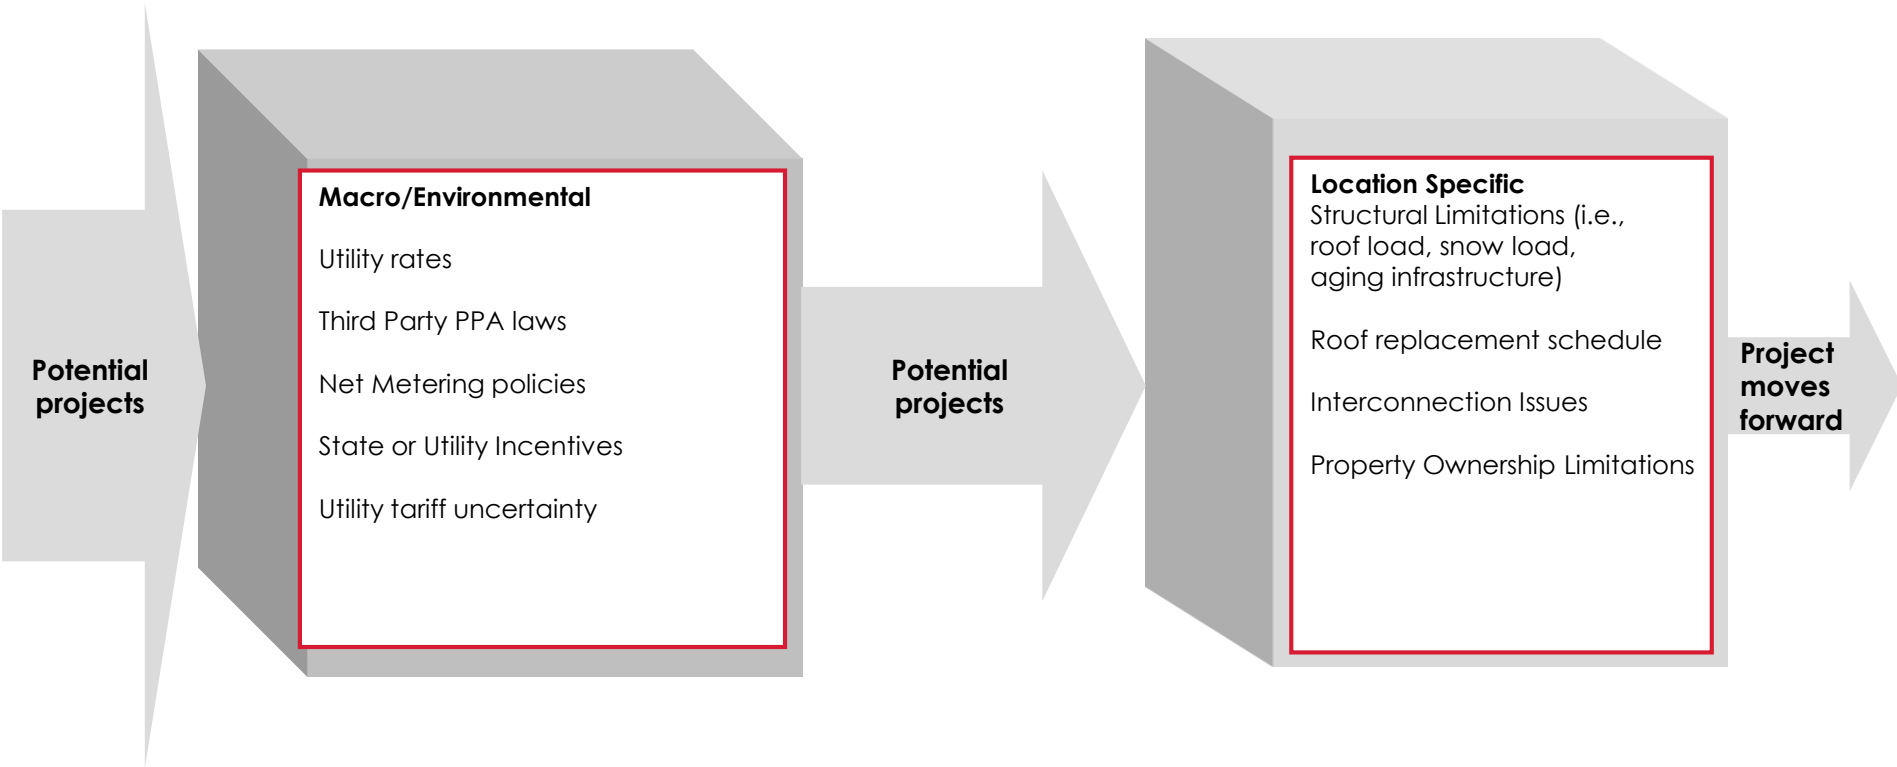 Potential
projects
Macro/Environmental
Utility rates
Third Party PPA laws
Net Metering policies
State or Utility Incentives
Utility tariff uncertainty
Potential
projects
Location Specific
Structural Limitations (i.e.,
roof load, snow load,
aging infrastructure)
Roof replacement schedule
Interconnection Issues
Property Ownership Limitations
Project
moves
forward